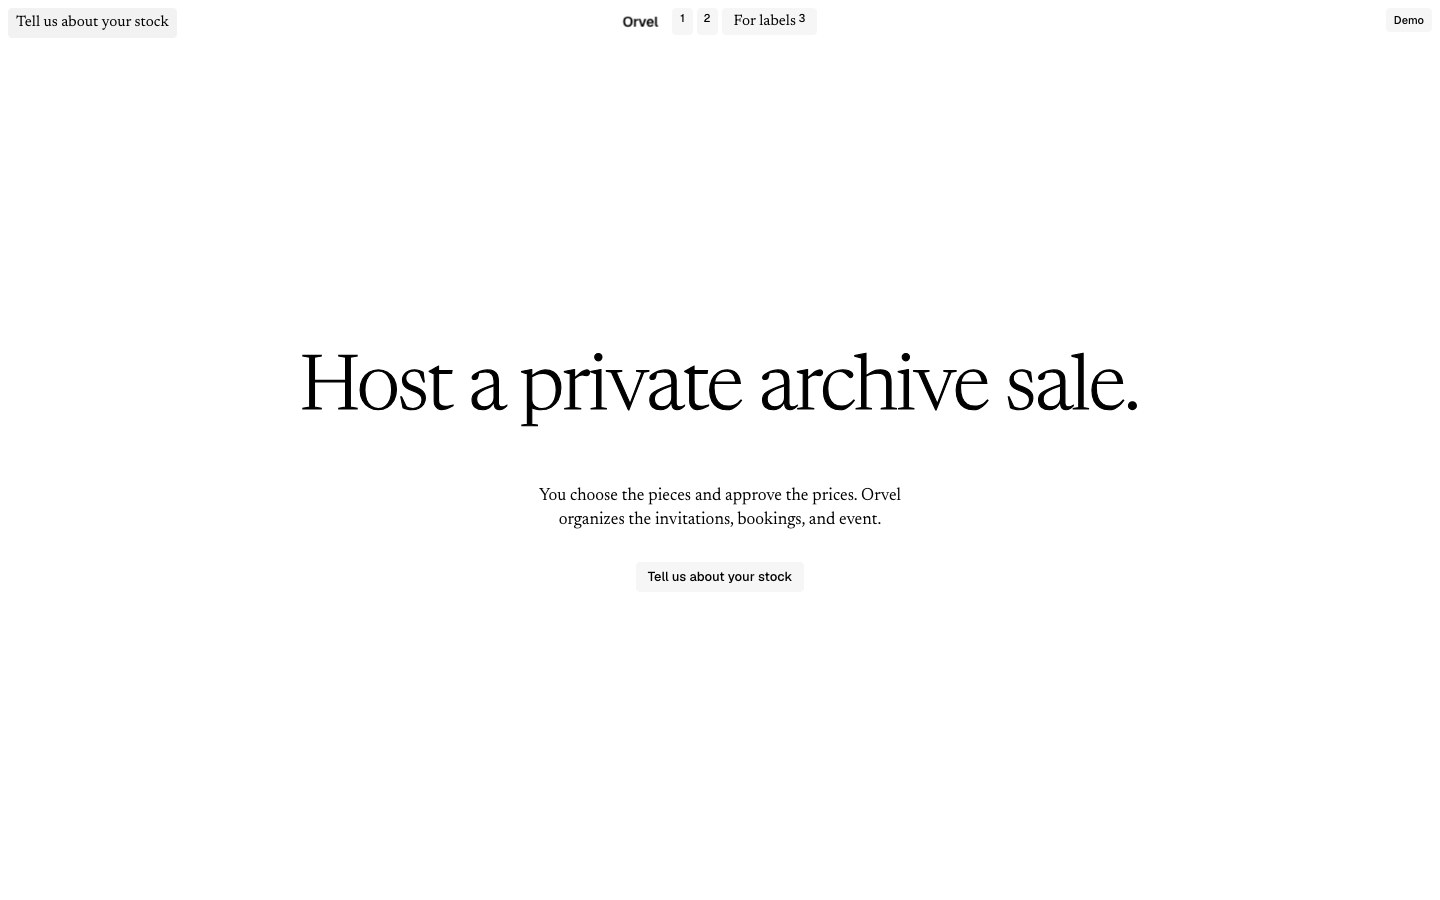 Tell us about your stock
Orvel
1
2
For labels 3
Demo
Host a private archive sale.
You choose the pieces and approve the prices. Orvel
organizes the invitations, bookings, and event.
Tell us about your stock